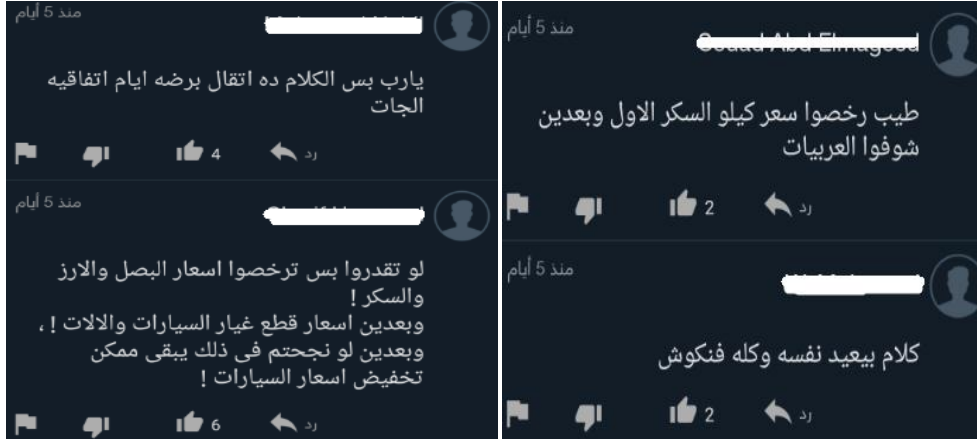 منذ 5 أيام
يارب بس الكلام ده اتقال برضه ايام اتفاقيه
الجات
رد
4
منذ 5 أيام
لو تقدروا بس ترخصوا اسعار البصل والارز
والسكر !
وبعدين اسعار قطع غيار السيارات والالات ! ،
وبعدين لو نجحتم فى ذلك يبقى ممكن
تخفيض اسعار السيارات !
رد
6
منذ 5 أيام
طيب رخصوا سعر كيلو السكر الاول وبعدين
شوفوا العربيات
رد
2
منذ 5 أيام
كلام بيعيد نفسه وكله فنكوش
رد
2